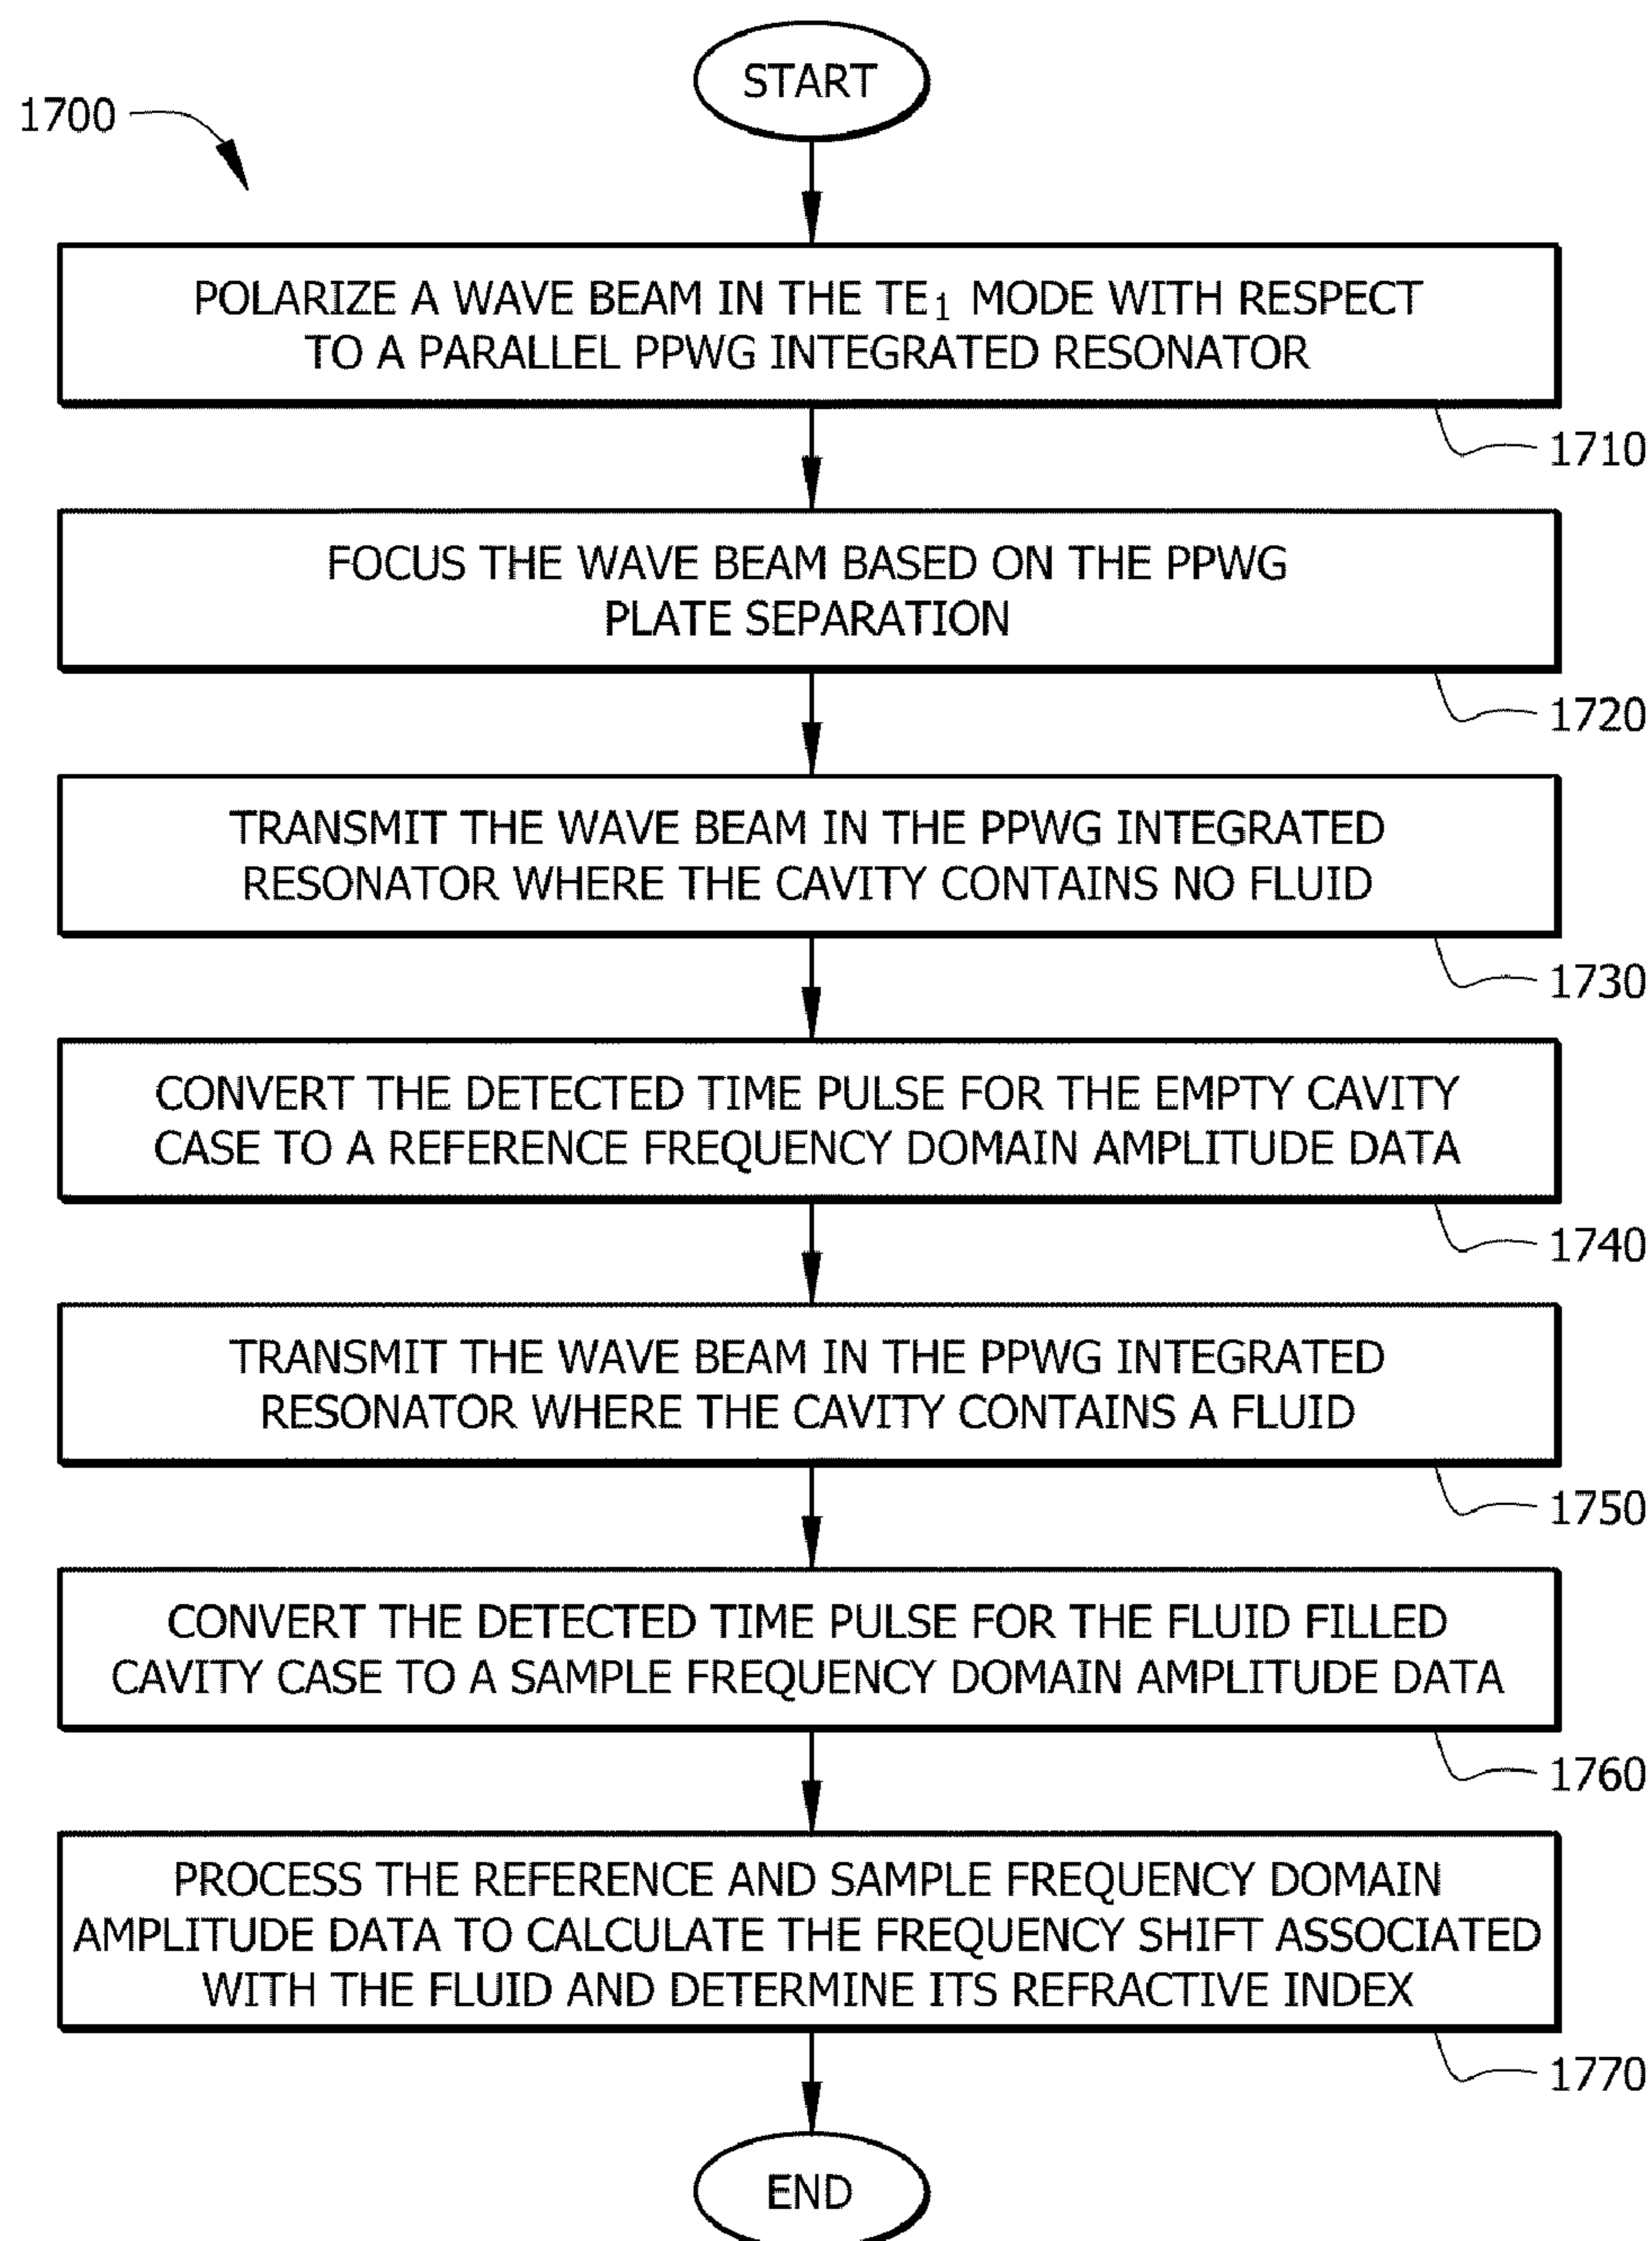 START
1700
POLARIZE A WAVE BEAM IN THE TE₁ MODE WITH RESPECT
TO A PARALLEL PPWG INTEGRATED RESONATOR
1710
FOCUS THE WAVE BEAM BASED ON THE PPWG
PLATE SEPARATION
1720
TRANSMIT THE WAVE BEAM IN THE PPWG INTEGRATED
RESONATOR WHERE THE CAVITY CONTAINS NO FLUID
1730
CONVERT THE DETECTED TIME PULSE FOR THE EMPTY CAVITY
CASE TO A REFERENCE FREQUENCY DOMAIN AMPLITUDE DATA
1740
TRANSMIT THE WAVE BEAM IN THE PPWG INTEGRATED
RESONATOR WHERE THE CAVITY CONTAINS A FLUID
1750
CONVERT THE DETECTED TIME PULSE FOR THE FLUID FILLED
CAVITY CASE TO A SAMPLE FREQUENCY DOMAIN AMPLITUDE DATA
1760
PROCESS THE REFERENCE AND SAMPLE FREQUENCY DOMAIN
AMPLITUDE DATA TO CALCULATE THE FREQUENCY SHIFT ASSOCIATED
WITH THE FLUID AND DETERMINE ITS REFRACTIVE INDEX
1770
END